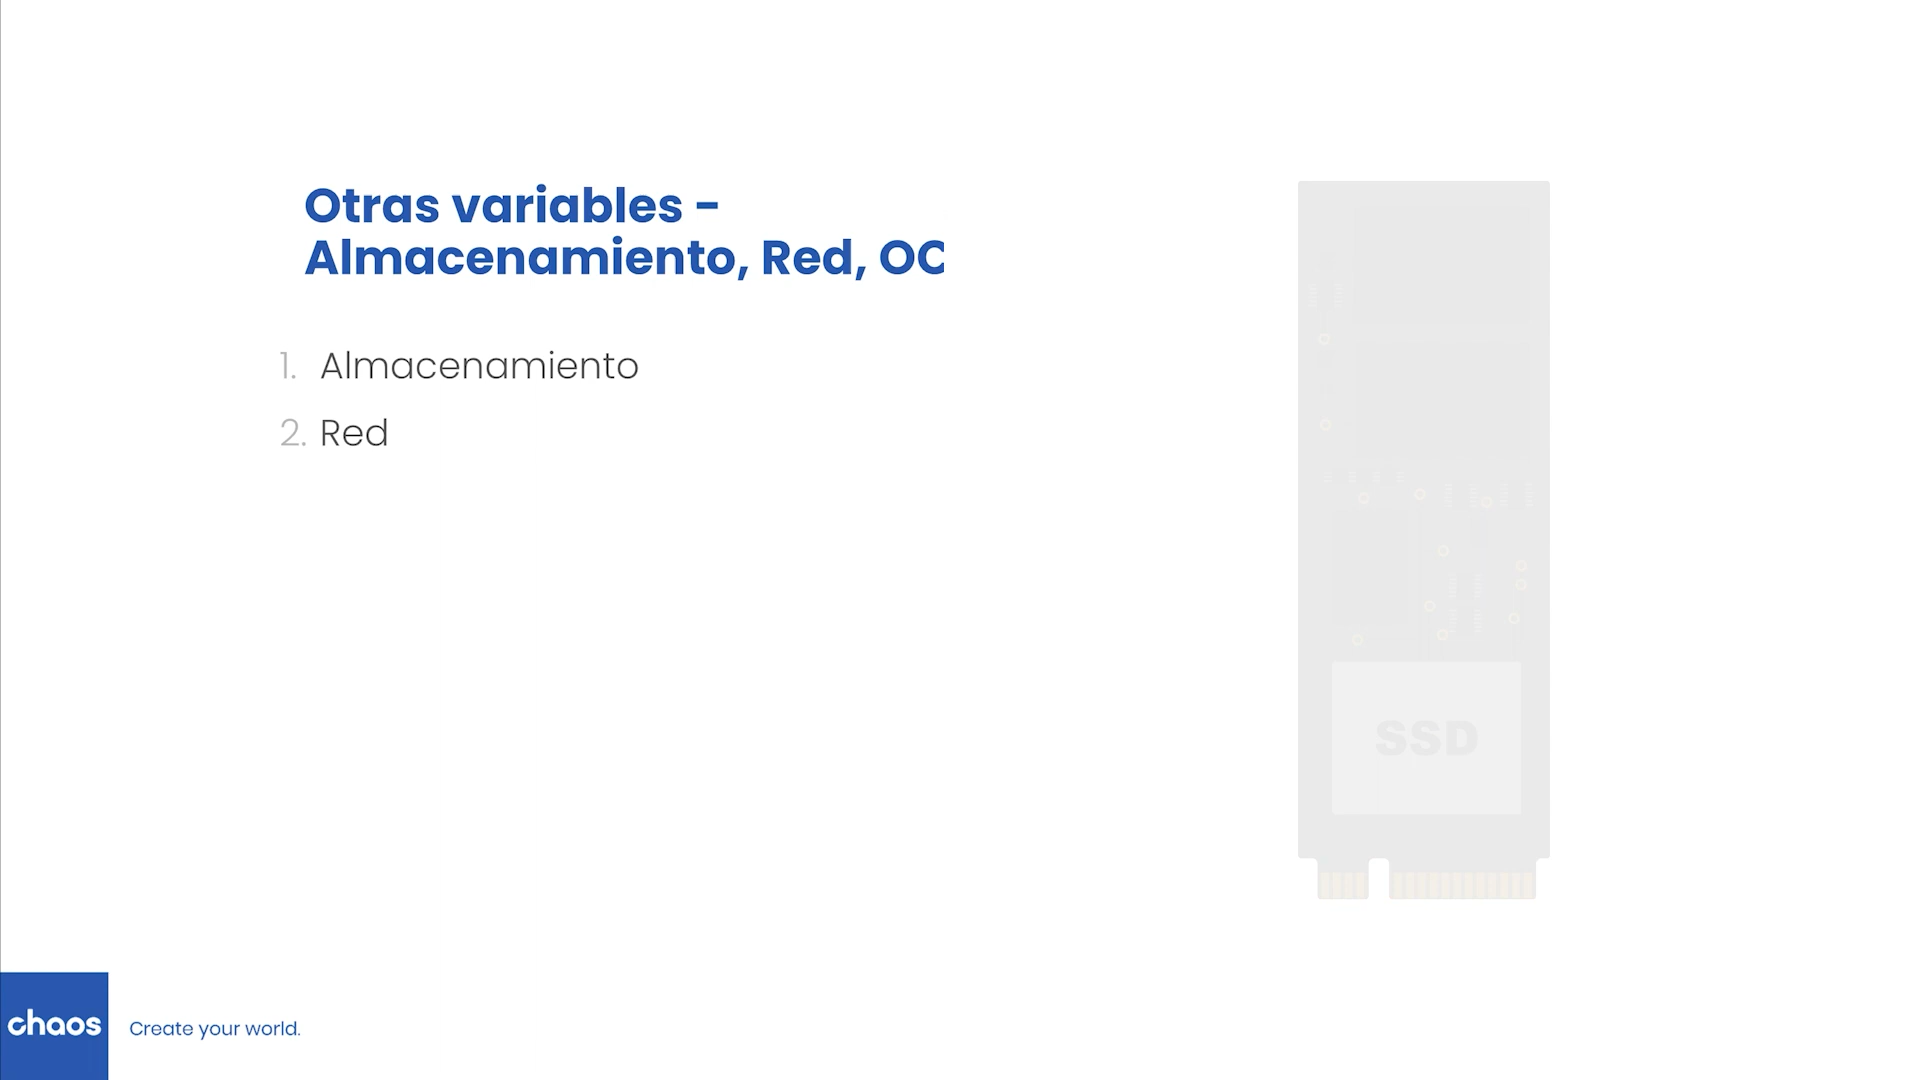 Otras variables -
Almacenamiento, Red, OC
1. Almacenamiento
2. Red
SSD
chaos
Create your world.